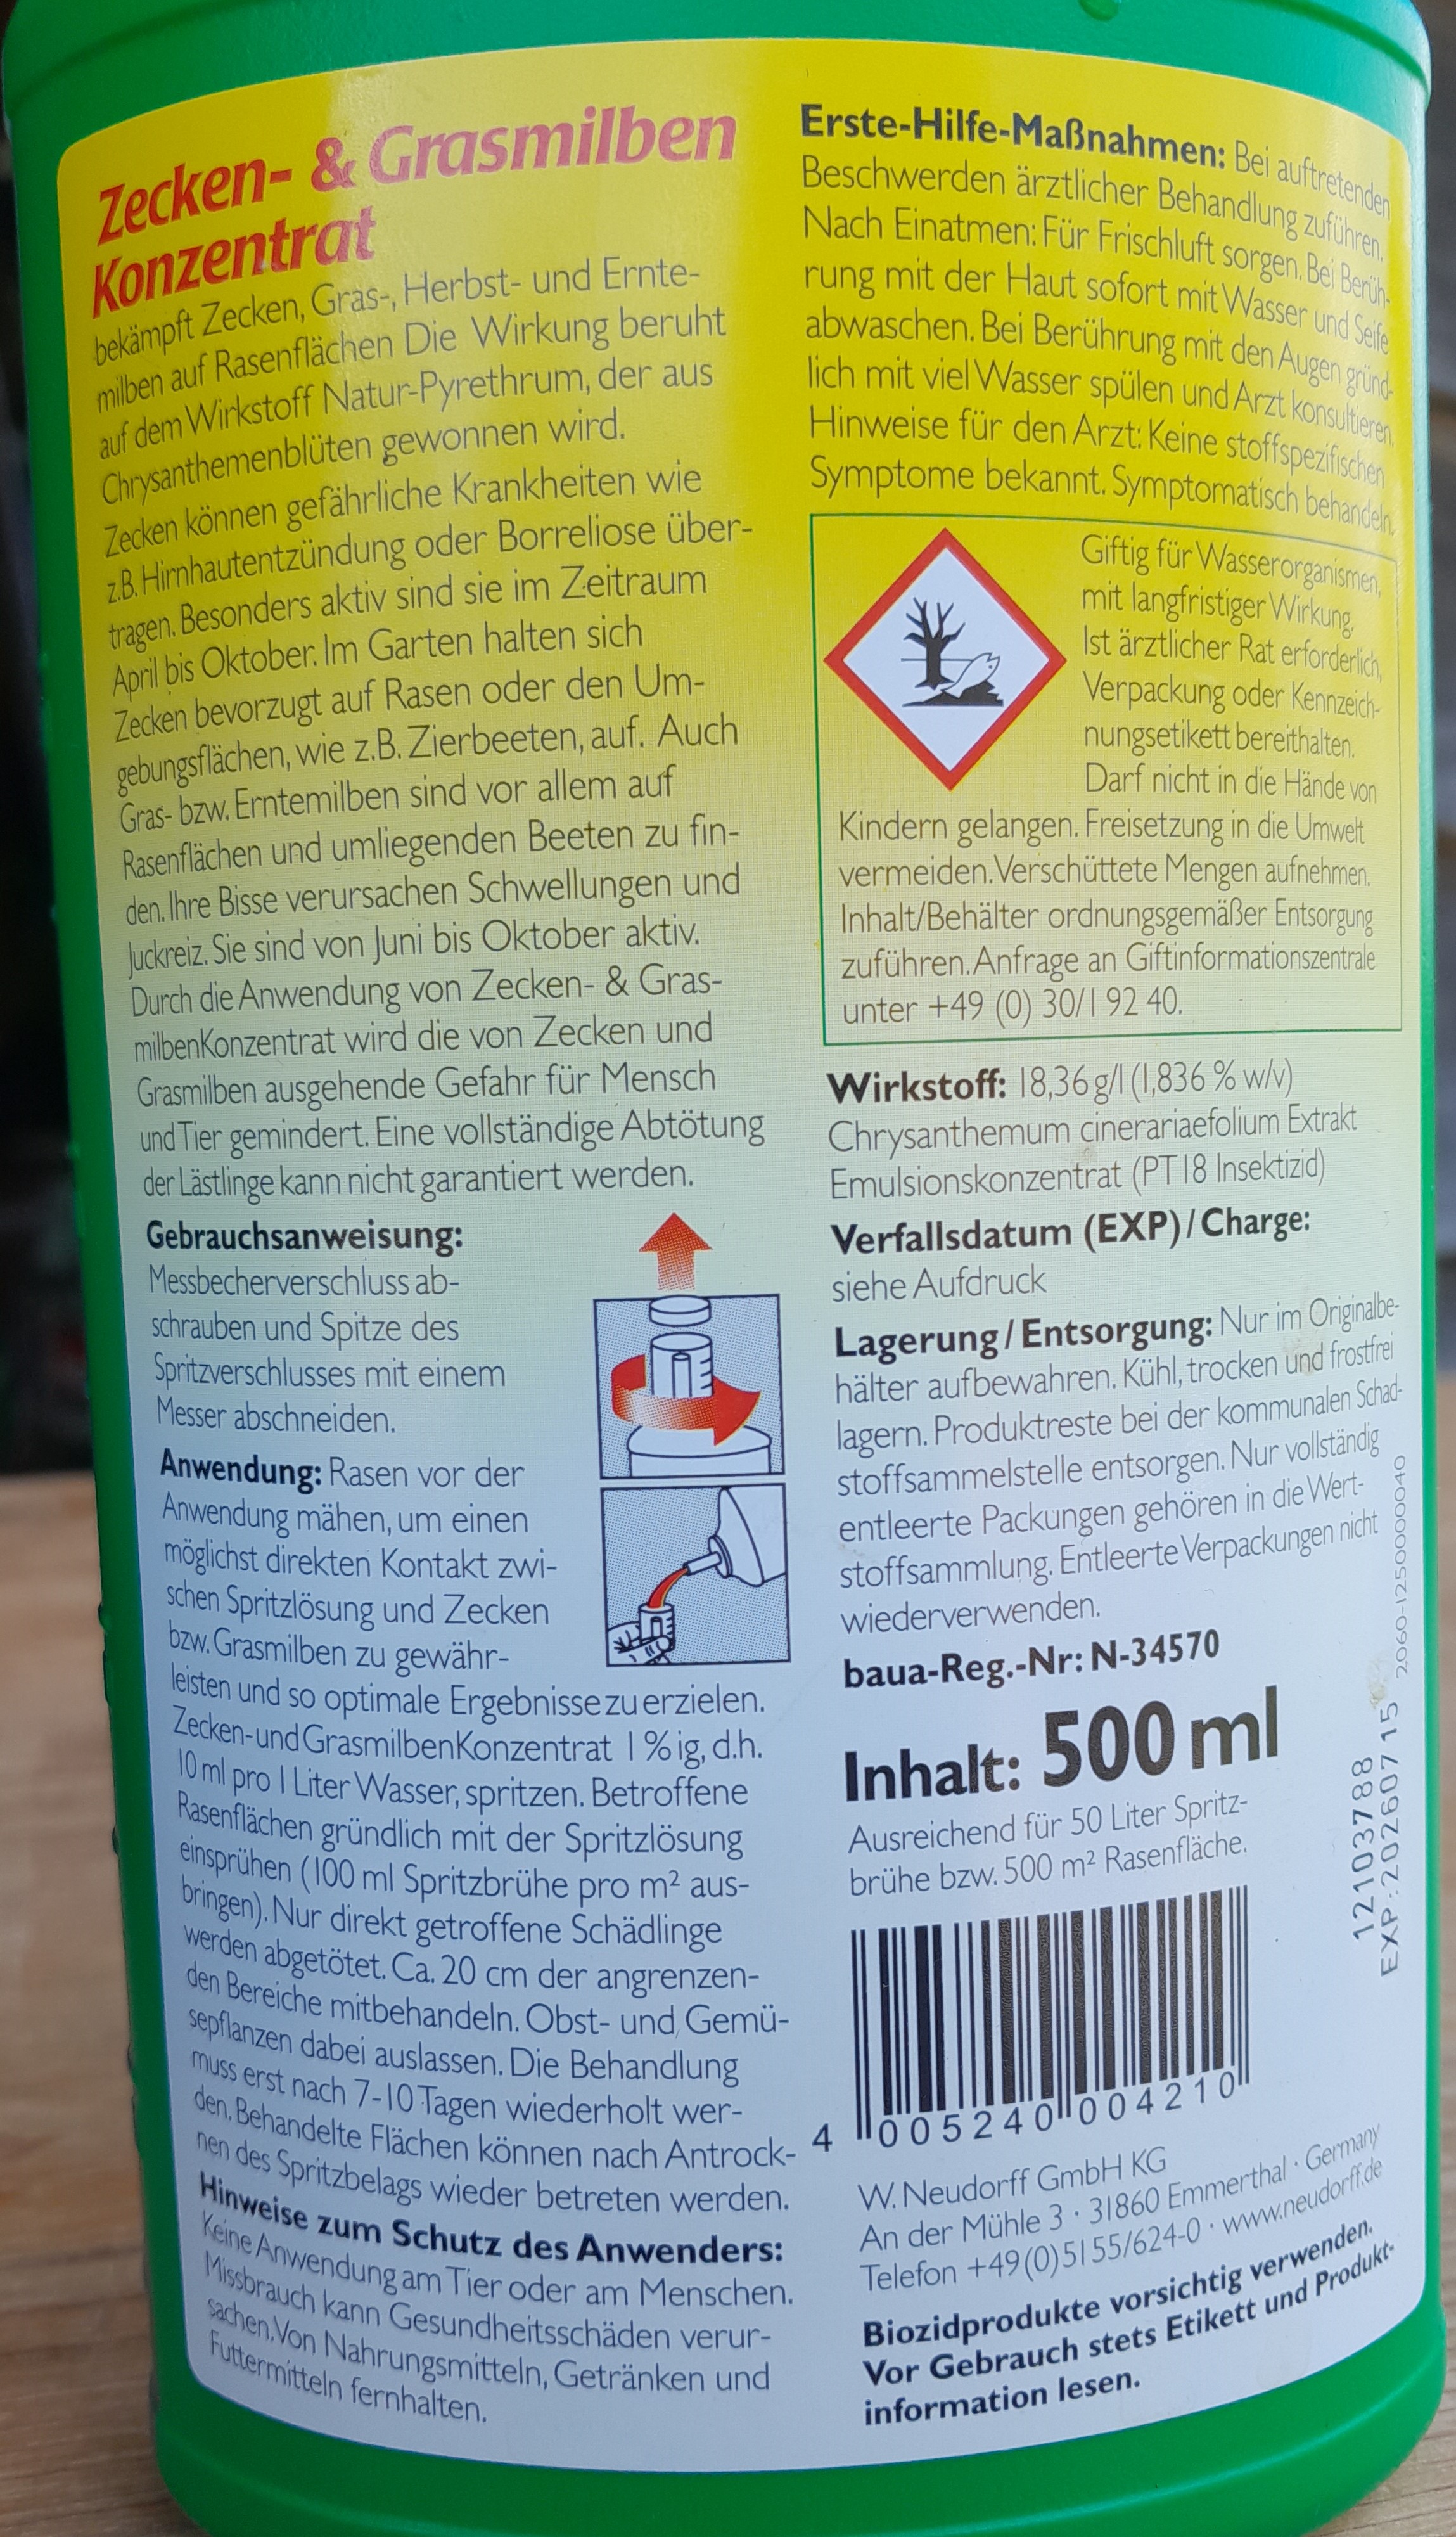 Zecken- & Grasmilben
Konzentrat
bekämpft Zecken, Gras-, Herbst- und Ernte-
milben auf Rasenflächen Die Wirkung beruht
auf dem Wirkstoff Natur-Pyrethrum, der aus
Chrysanthemenblüten gewonnen wird.
Zecken können gefährliche Krankheiten wie
z.B. Hirnhautentzündung oder Borreliose über-
tragen. Besonders aktiv sind sie im Zeitraum
April bis Oktober. Im Garten halten sich
Zecken bevorzugt auf Rasen oder den Um-
gebungsflächen, wie z.B. Zierbeeten, auf. Auch
Gras- bzw. Erntemilben sind vor allem auf
Rasenflächen und umliegenden Beeten zu fin-
den. Ihre Bisse verursachen Schwellungen und
Juckreiz. Sie sind von Juni bis Oktober aktiv.
Durch die Anwendung von Zecken- & Gras-
milbenKonzentrat wird die von Zecken und
Grasmilben ausgehende Gefahr für Mensch
und Tier gemindert. Eine vollständige Abtötung
der Lästlinge kann nicht garantiert werden.
Gebrauchsanweisung:
Messbecherverschluss ab-
schrauben und Spitze des
Spritzverschlusses mit einem
Messer abschneiden.
Anwendung: Rasen vor der
Anwendung mähen, um einen
möglichst direkten Kontakt zwi-
schen Spritzlösung und Zecken
bzw. Grasmilben zu gewähr-
leisten und so optimale Ergebnisse zu erzielen.
Zecken- und GrasmilbenKonzentrat 1 %ig, d.h.
10 ml pro 1 Liter Wasser, spritzen. Betroffene
Rasenflächen gründlich mit der Spritzlösung
einsprühen (100 ml Spritzbrühe pro m² aus-
bringen). Nur direkt getroffene Schädlinge
werden abgetötet. Ca. 20 cm der angrenzen-
den Bereiche mitbehandeln. Obst- und Gemü-
sepflanzen dabei auslassen. Die Behandlung
muss erst nach 7-10 Tagen wiederholt wer-
den. Behandelte Flächen können nach Antrock-
nen des Spritzbelags wieder betreten werden.
Hinweise zum Schutz des Anwenders:
Keine Anwendung am Tier oder am Menschen.
Missbrauch kann Gesundheitsschäden verur-
sachen. Von Nahrungsmitteln, Getränken und
Futtermitteln fernhalten.
Erste-Hilfe-Maßnahmen: Bei auftretenden
Beschwerden ärztlicher Behandlung zuführen.
Nach Einatmen: Für Frischluft sorgen. Bei Berüh-
rung mit der Haut sofort mit Wasser und Seife
abwaschen. Bei Berührung mit den Augen gründ-
lich mit viel Wasser spülen und Arzt konsultieren.
Hinweise für den Arzt: Keine stoffspezifischen
Symptome bekannt. Symptomatisch behandeln.
Giftig für Wasserorganismen,
mit langfristiger Wirkung.
Ist ärztlicher Rat erforderlich,
Verpackung oder Kennzeich-
nungsetikett bereithalten.
Darf nicht in die Hände von
Kindern gelangen. Freisetzung in die Umwelt
vermeiden. Verschüttete Mengen aufnehmen.
Inhalt/Behälter ordnungsgemäßer Entsorgung
zuführen. Anfrage an Giftinformationszentrale
unter +49 (0) 30/1 92 40.
Wirkstoff: 18,36 g/l (1,836 % w/v)
Chrysanthemum cinerariaefolium Extrakt
Emulsionskonzentrat (PT18 Insektizid)
Verfallsdatum (EXP)/Charge:
siehe Aufdruck
Lagerung/Entsorgung: Nur im Originalbe-
hälter aufbewahren. Kühl, trocken und frostfrei
lagern. Produktreste bei der kommunalen Schad-
stoffsammelstelle entsorgen. Nur vollständig
entleerte Packungen gehören in die Wert-
stoffsammlung. Entleerte Verpackungen nicht
wiederverwenden.
baua-Reg.-Nr: N-34570
Inhalt: 500 ml
Ausreichend für 50 Liter Spritz-
brühe bzw. 500 m² Rasenfläche.
4 005240 004210
W. Neudorff GmbH KG
An der Mühle 3 · 31860 Emmerthal · Germany
Telefon +49 (0) 51 55/624-0 · www.neudorff.de
Biozidprodukte vorsichtig verwenden.
Vor Gebrauch stets Etikett und Produkt-
information lesen.
12103788
EXP.:202607 15
2060-1250000040